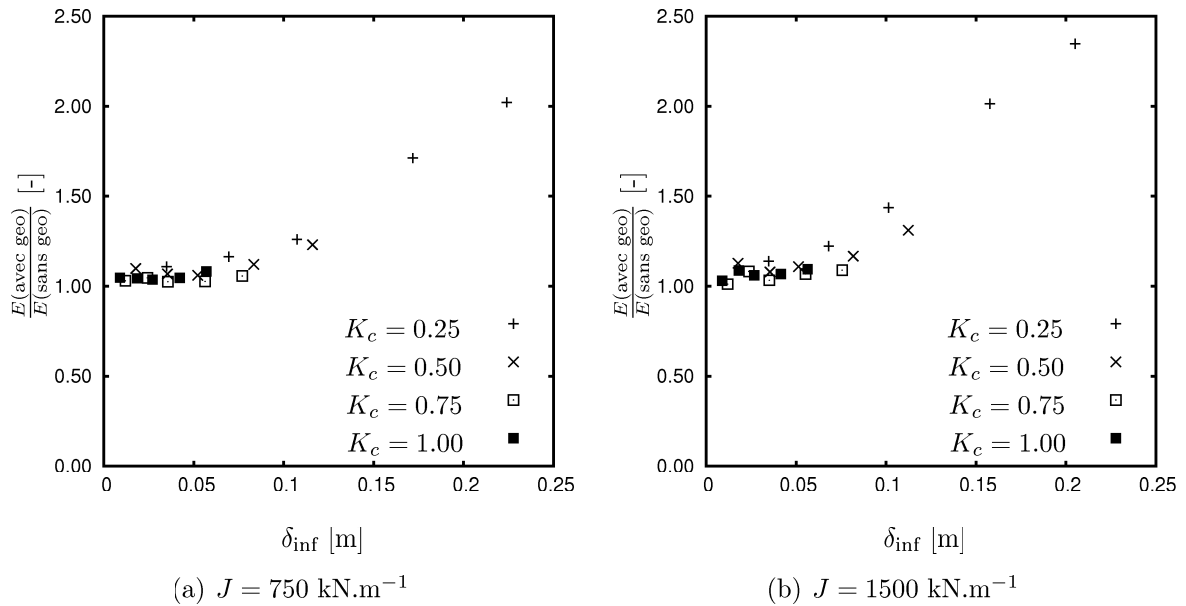 2.50
2.00
1.50
1.00
0.50
0.00
E(avec geo)
E(sans geo)
[-]
K_c = 0.25
K_c = 0.50
K_c = 0.75
K_c = 1.00
0 0.05 0.1 0.15 0.2 0.25
δ_inf [m]
(a) J = 750 kN.m⁻¹
2.50
2.00
1.50
1.00
0.50
0.00
E(avec geo)
E(sans geo)
[-]
K_c = 0.25
K_c = 0.50
K_c = 0.75
K_c = 1.00
0 0.05 0.1 0.15 0.2 0.25
δ_inf [m]
(b) J = 1500 kN.m⁻¹